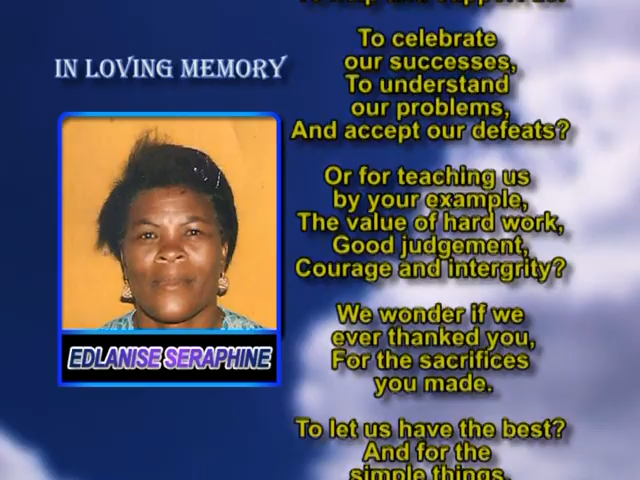 IN LOVING MEMORY
EDLANISE SERAPHINE
To celebrate
our successes,
To understand
our problems,
And accept our defeats?
Or for teaching us
by your example,
The value of hard work,
Good judgement,
Courage and intergrity?
We wonder if we
ever thanked you,
For the sacrifices
you made.
To let us have the best?
And for the
simple things,